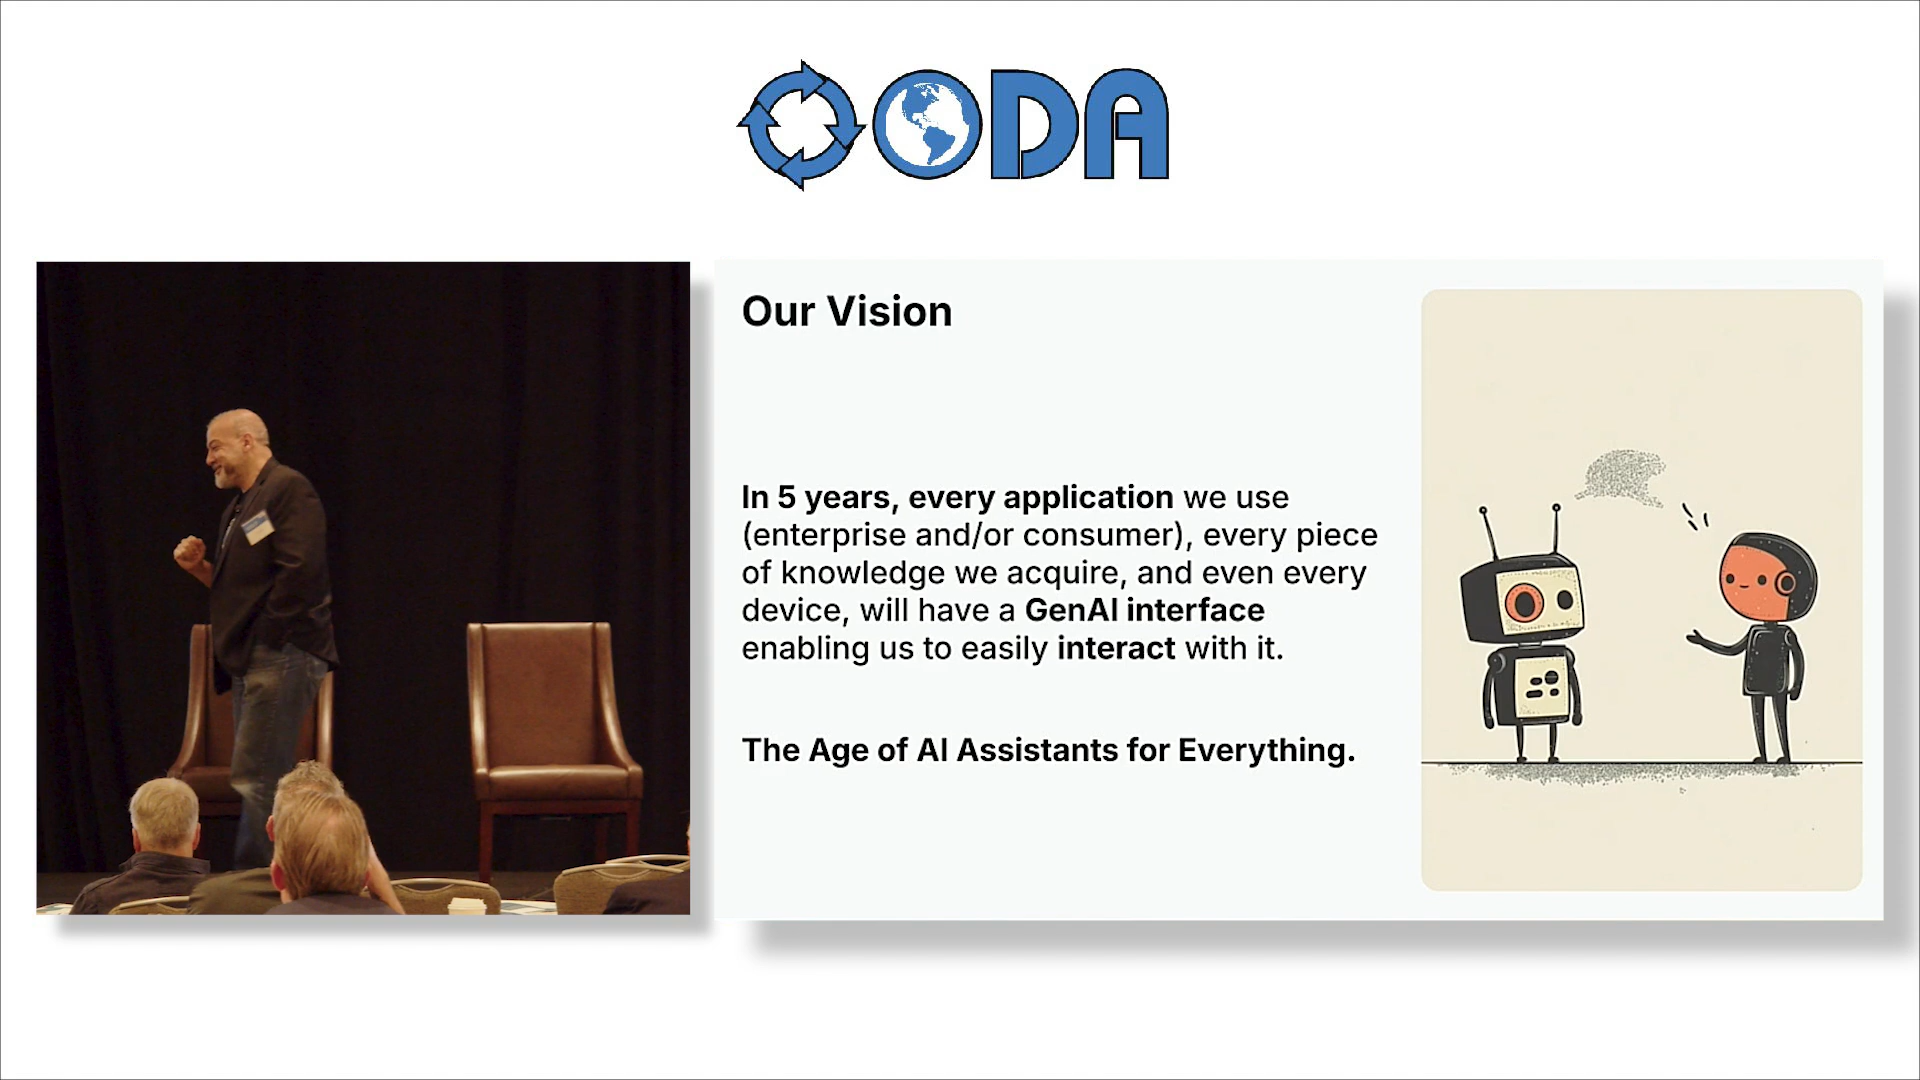 OODA
Our Vision
In 5 years, every application we use
(enterprise and/or consumer), every piece
of knowledge we acquire, and even every
device, will have a GenAI interface
enabling us to easily interact with it.
The Age of AI Assistants for Everything.